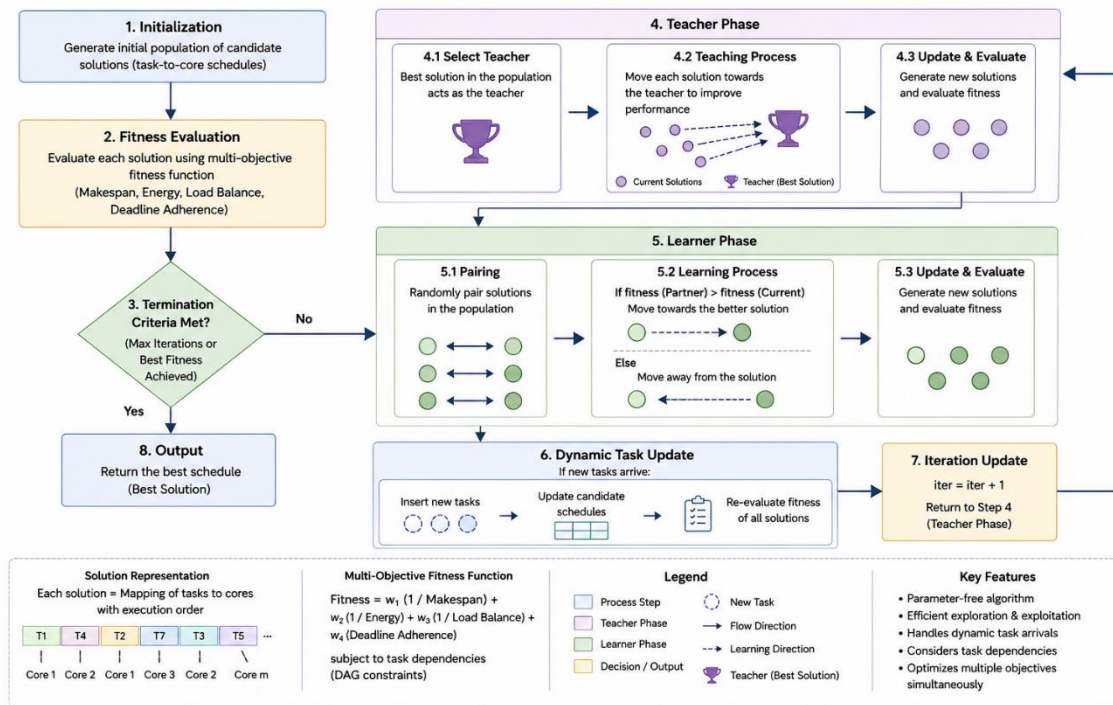 1. Initialization
Generate initial population of candidate
solutions (task-to-core schedules)
2. Fitness Evaluation
Evaluate each solution using multi-objective
fitness function
(Makespan, Energy, Load Balance,
Deadline Adherence)
3. Termination
Criteria Met?
(Max Iterations or
Best Fitness
Achieved)
No
Yes
8. Output
Return the best schedule
(Best Solution)
4. Teacher Phase
4.1 Select Teacher
Best solution in the population
acts as the teacher
4.2 Teaching Process
Move each solution towards
the teacher to improve
performance
Current Solutions
Teacher (Best Solution)
4.3 Update & Evaluate
Generate new solutions
and evaluate fitness
5. Learner Phase
5.1 Pairing
Randomly pair solutions
in the population
5.2 Learning Process
If fitness (Partner) > fitness (Current)
Move towards the better solution
Else
Move away from the solution
5.3 Update & Evaluate
Generate new solutions
and evaluate fitness
6. Dynamic Task Update
If new tasks arrive:
Insert new tasks
Update candidate
schedules
Re-evaluate fitness
of all solutions
7. Iteration Update
iter = iter + 1
Return to Step 4
(Teacher Phase)
Solution Representation
Each solution = Mapping of tasks to cores
with execution order
T1 T4 T2 T7 T3 T5 ...
Core 1 Core 2 Core 1 Core 3 Core 2 Core m
Multi-Objective Fitness Function
Fitness = w₁ (1 / Makespan) +
w₂ (1 / Energy) + w₃ (1 / Load Balance) +
w₄ (Deadline Adherence)
subject to task dependencies
(DAG constraints)
Legend
Process Step
Teacher Phase
Learner Phase
Decision / Output
New Task
Flow Direction
Learning Direction
Teacher (Best Solution)
Key Features
• Parameter-free algorithm
• Efficient exploration & exploitation
• Handles dynamic task arrivals
• Considers task dependencies
• Optimizes multiple objectives
simultaneously